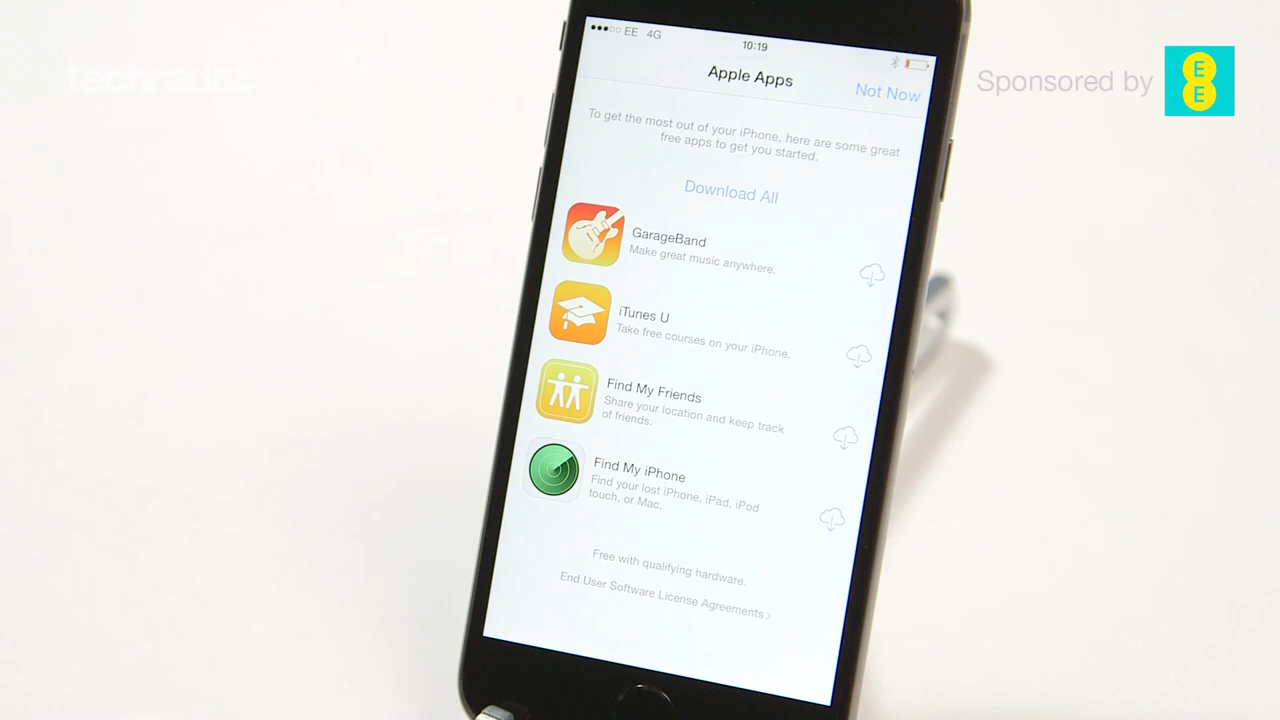 techradar.
Sponsored by
E
E
EE 4G
10:19
Apple Apps
Not Now
To get the most out of your iPhone, here are some great
free apps to get you started.
Download All
GarageBand
Make great music anywhere.
iTunes U
Take free courses on your iPhone.
Find My Friends
Share your location and keep track
of friends.
Find My iPhone
Find your lost iPhone, iPad, iPod
touch, or Mac.
Free with qualifying hardware.
End User Software License Agreements >